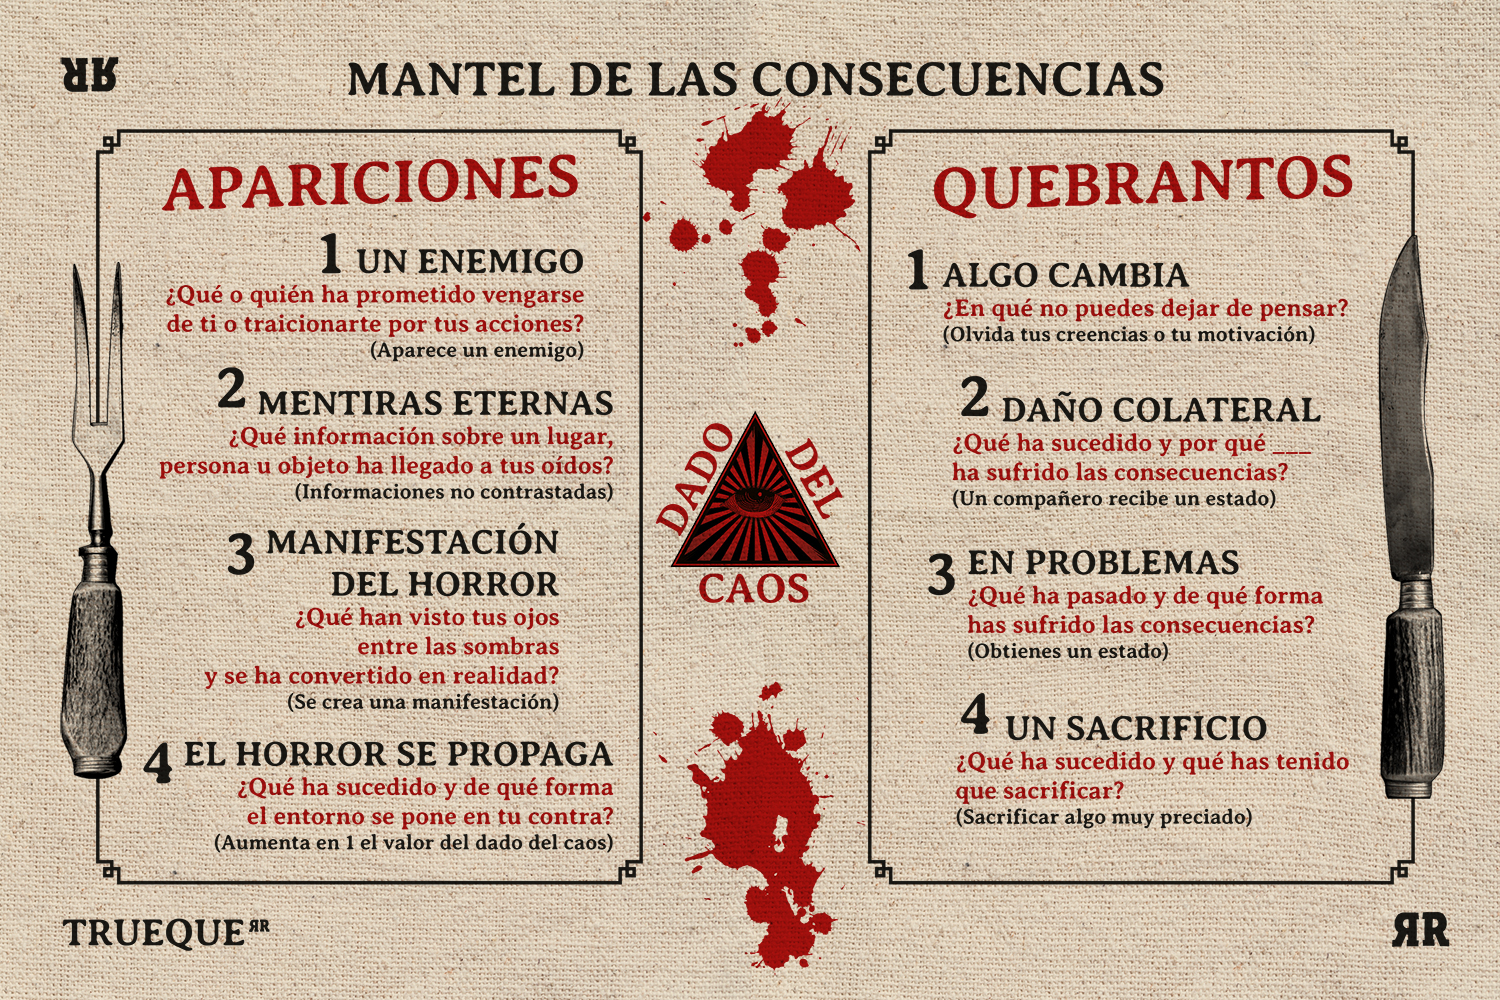 ЯR
MANTEL DE LAS CONSECUENCIAS
APARICIONES
1 UN ENEMIGO
¿Qué o quién ha prometido vengarse
de ti o traicionarte por tus acciones?
(Aparece un enemigo)
2 MENTIRAS ETERNAS
¿Qué información sobre un lugar,
persona u objeto ha llegado a tus oídos?
(Informaciones no contrastadas)
3 MANIFESTACIÓN
DEL HORROR
¿Qué han visto tus ojos
entre las sombras
y se ha convertido en realidad?
(Se crea una manifestación)
4 EL HORROR SE PROPAGA
¿Qué ha sucedido y de qué forma
el entorno se pone en tu contra?
(Aumenta en 1 el valor del dado del caos)
DADO DEL
CAOS
QUEBRANTOS
1 ALGO CAMBIA
¿En qué no puedes dejar de pensar?
(Olvida tus creencias o tu motivación)
2 DAÑO COLATERAL
¿Qué ha sucedido y por qué ___
ha sufrido las consecuencias?
(Un compañero recibe un estado)
3 EN PROBLEMAS
¿Qué ha pasado y de qué forma
has sufrido las consecuencias?
(Obtienes un estado)
4 UN SACRIFICIO
¿Qué ha sucedido y qué has tenido
que sacrificar?
(Sacrificar algo muy preciado)
TRUEQUE ЯR
ЯR